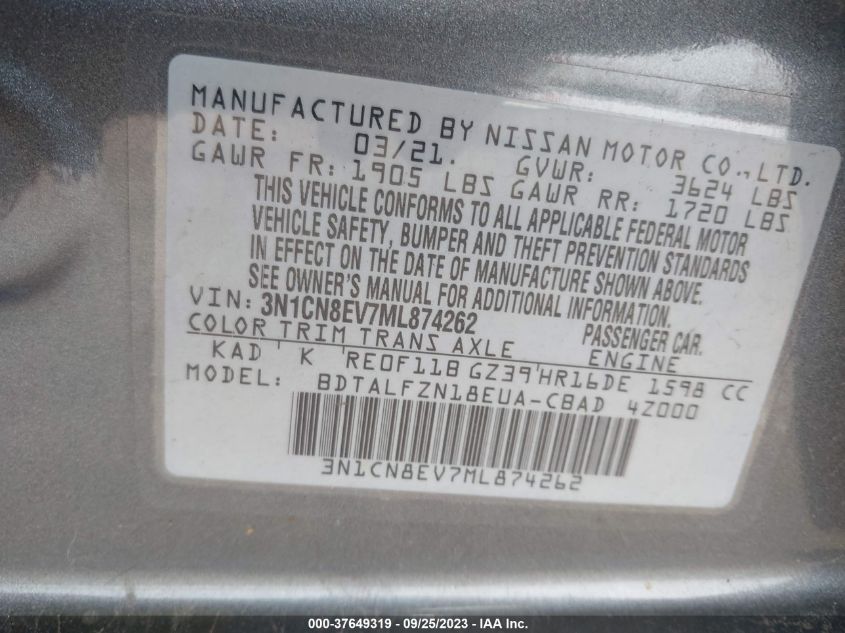 MANUFACTURED BY NISSAN MOTOR CO.,LTD.
DATE: 03/21. GVWR: 3624 LBS
GAWR FR: 1905 LBS GAWR RR: 1720 LBS
THIS VEHICLE CONFORMS TO ALL APPLICABLE FEDERAL MOTOR
VEHICLE SAFETY, BUMPER AND THEFT PREVENTION STANDARDS
IN EFFECT ON THE DATE OF MANUFACTURE SHOWN ABOVE.
SEE OWNER'S MANUAL FOR ADDITIONAL INFORMATION.
VIN: 3N1CN8EV7ML874262 PASSENGER CAR.
COLOR TRIM TRANS AXLE ENGINE
KAD ' K 'RE0F11B GZ39'HR16DE 1598 CC
MODEL: BDTALFZN18EUA-CBAD 4Z000
3N1CN8EV7ML874262
000-37649319 - 09/25/2023 - IAA Inc.